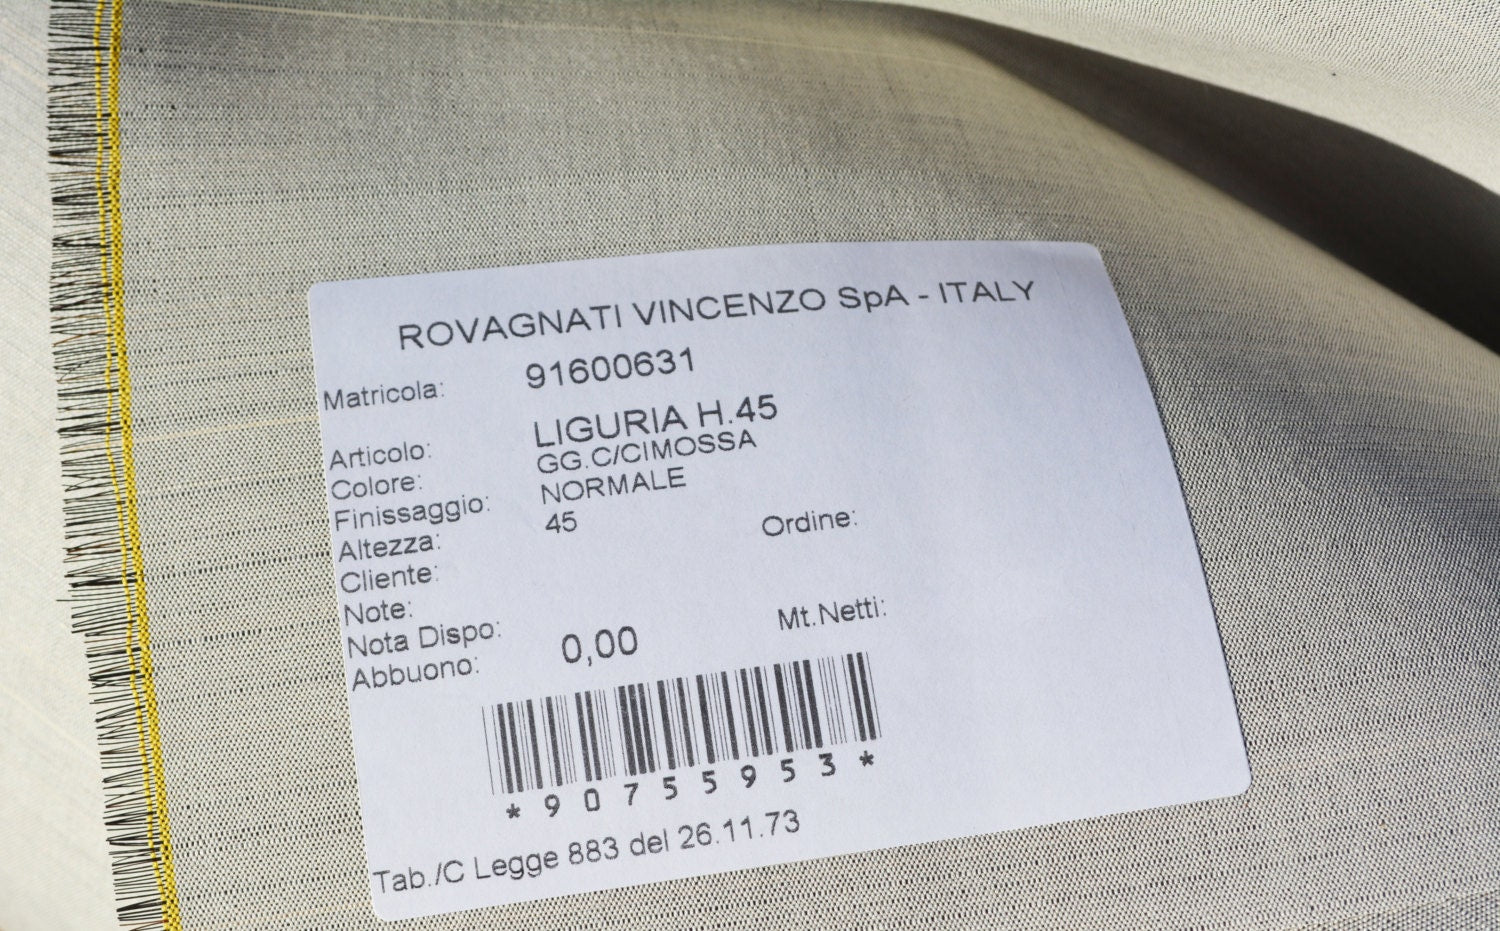 ROVAGNATI VINCENZO SpA - ITALY
Matricola: 91600631
Articolo: LIGURIA H.45
Colore: GG.C/CIMOSSA
Finissaggio: NORMALE
Altezza: 45 Ordine:
Cliente:
Note:
Nota Dispo: Mt.Netti:
Abbuono: 0,00
*90755953*
Tab./C Legge 883 del 26.11.73